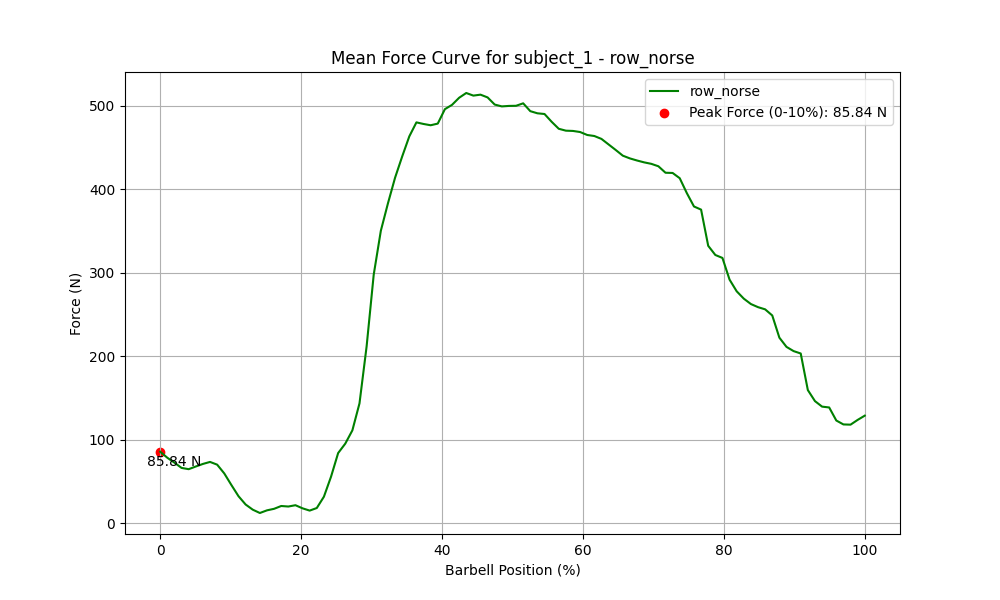 Mean Force Curve for subject_1 - row_norse
row_norse
Peak Force (0-10%): 85.84 N
500
400
300
200
100
0
Force (N)
85.84 N
0 20 40 60 80 100
Barbell Position (%)